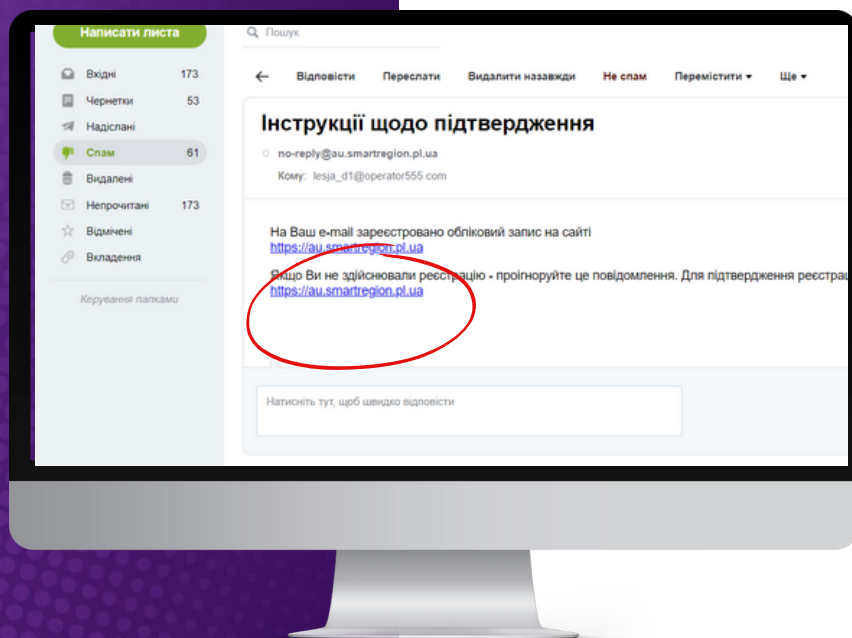 Написати листа
Пошук
Вхідні 173
Чернетки 53
Надіслані
Спам 61
Видалені
Непрочитані 173
Відмічені
Вкладення
Керування папками
Відповісти Переслати Видалити назавжди Не спам Перемістити Ще
Інструкції щодо підтвердження
no-reply@au.smartregion.pl.ua
Кому: lesja_d1@operator555.com
На Ваш e-mail зареєстровано обліковий запис на сайті
https://au.smartregion.pl.ua
Якщо Ви не здійснювали реєстрацію - проігноруйте це повідомлення. Для підтвердження реєстрац
https://au.smartregion.pl.ua
Натисніть тут, щоб швидко відповісти